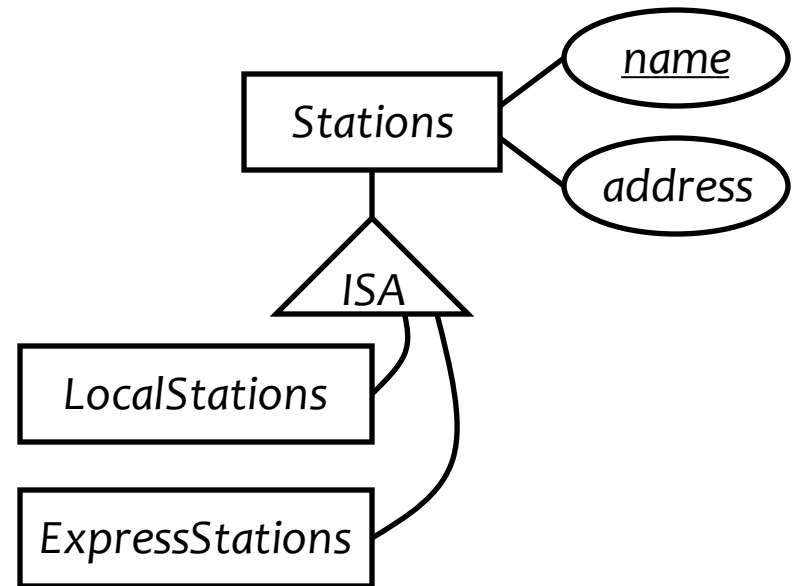 name
Stations
address
ISA
LocalStations
ExpressStations